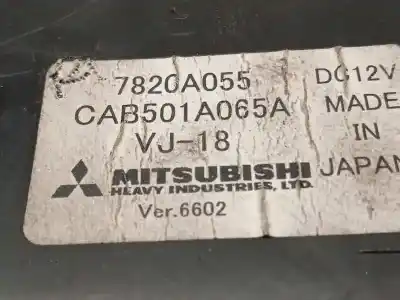 7820A055 DC12V
CAB501A065A MADE
VJ-18 IN
MITSUBISHI JAPAN
HEAVY INDUSTRIES, LTD.
Ver.6602